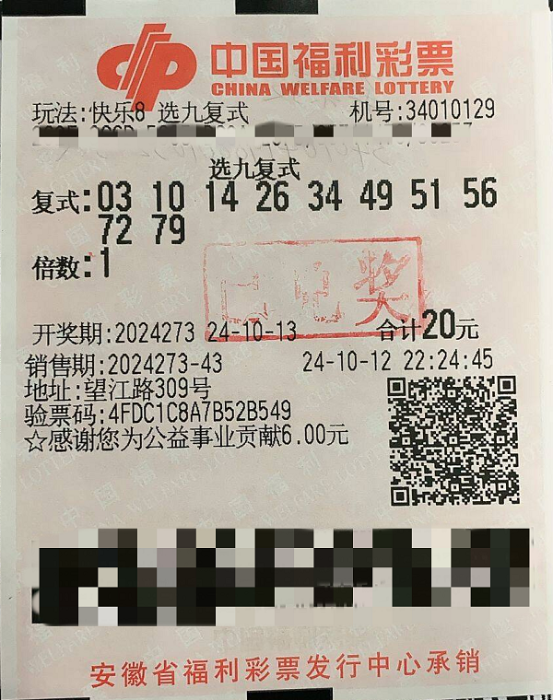 中国福利彩票
CHINA WELFARE LOTTERY
玩法:快乐8 选九复式 机号:34010129
选九复式
复式:03 10 14 26 34 49 51 56
72 79
倍数:1
已兑奖
开奖期:2024273 24-10-13 合计20元
销售期:2024273-43 24-10-12 22:24:45
地址:望江路309号
验票码:4FDC1C8A7B52B549
☆感谢您为公益事业贡献6.00元
安徽省福利彩票发行中心承销